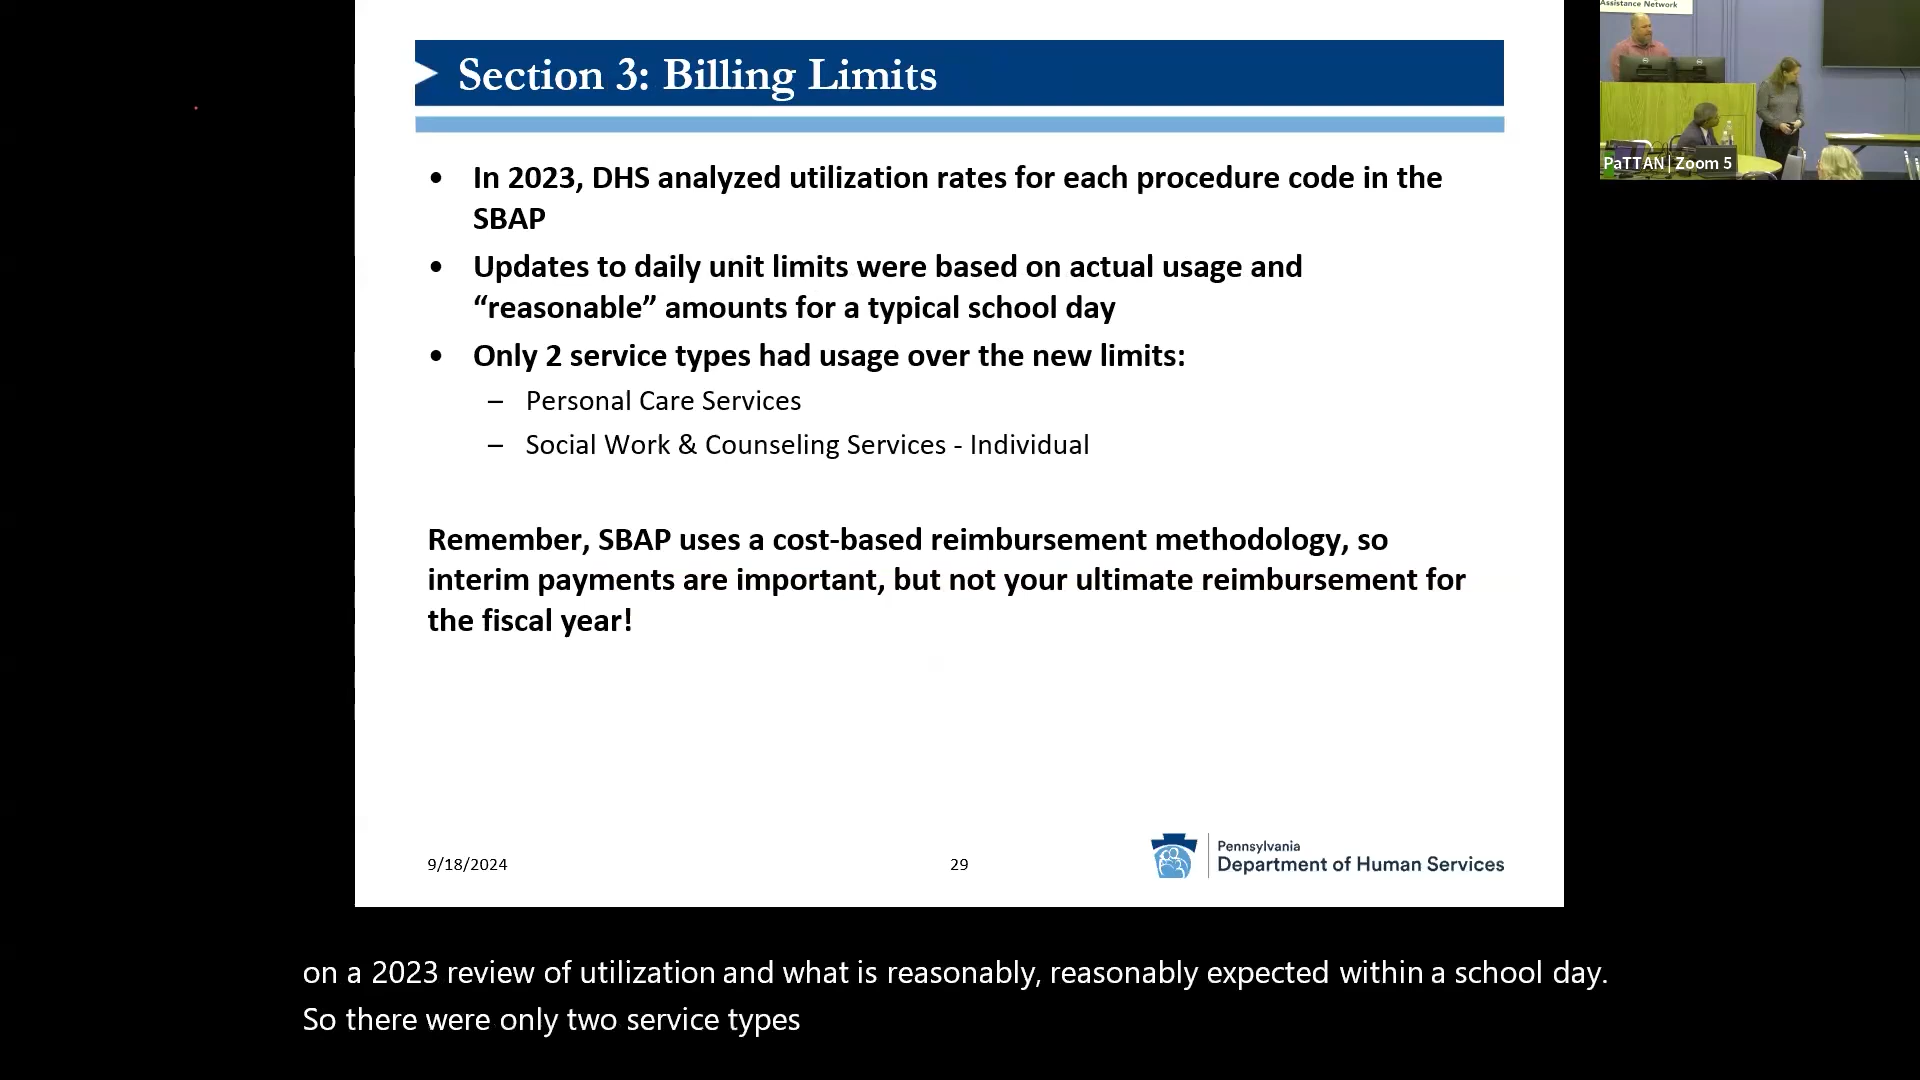 Assistance Network
Section 3: Billing Limits
• In 2023, DHS analyzed utilization rates for each procedure code in the
SBAP
• Updates to daily unit limits were based on actual usage and
“reasonable” amounts for a typical school day
• Only 2 service types had usage over the new limits:
– Personal Care Services
– Social Work & Counseling Services - Individual
Remember, SBAP uses a cost-based reimbursement methodology, so
interim payments are important, but not your ultimate reimbursement for
the fiscal year!
PaTTAN | Zoom 5
9/18/2024
29
Pennsylvania
Department of Human Services
on a 2023 review of utilization and what is reasonably, reasonably expected within a school day.
So there were only two service types